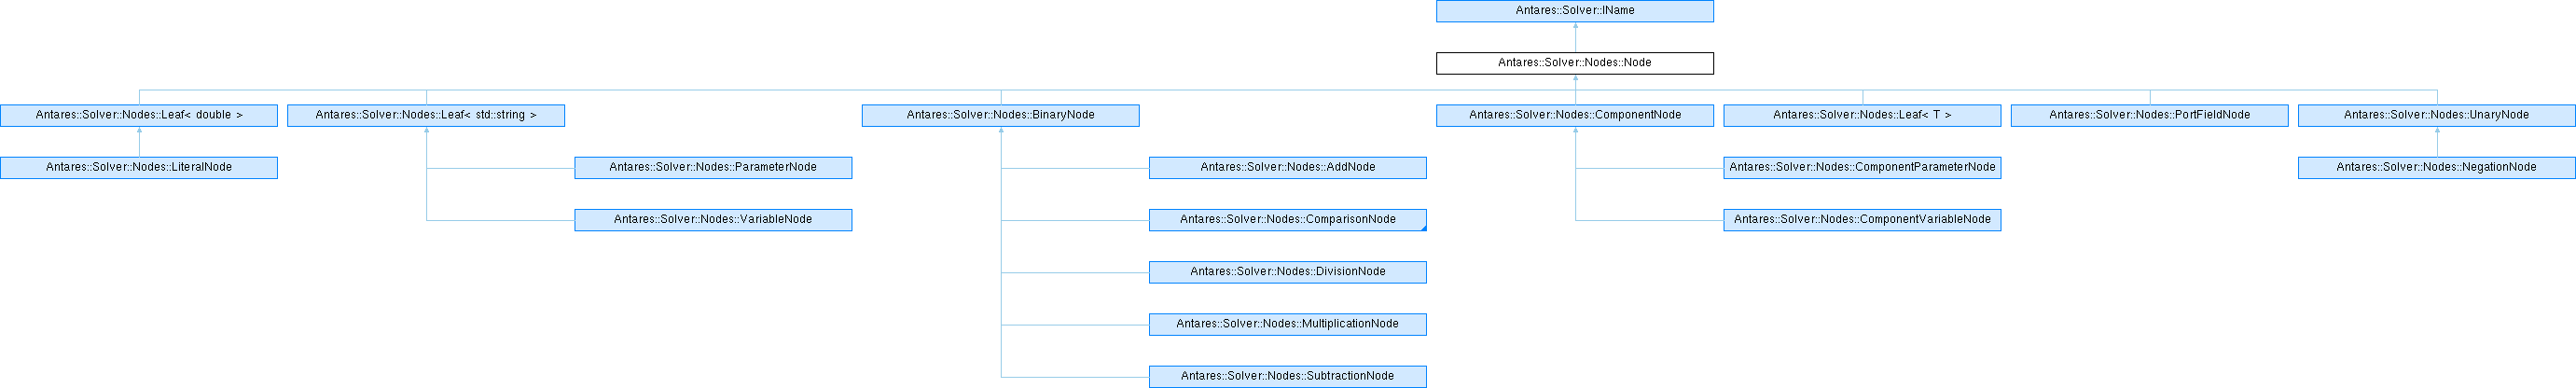 Antares::Solver::IName
Antares::Solver::Nodes::Node
Antares::Solver::Nodes::Leaf< double >
Antares::Solver::Nodes::Leaf< std::string >
Antares::Solver::Nodes::BinaryNode
Antares::Solver::Nodes::ComponentNode
Antares::Solver::Nodes::Leaf< T >
Antares::Solver::Nodes::PortFieldNode
Antares::Solver::Nodes::UnaryNode
Antares::Solver::Nodes::LiteralNode
Antares::Solver::Nodes::ParameterNode
Antares::Solver::Nodes::AddNode
Antares::Solver::Nodes::ComponentParameterNode
Antares::Solver::Nodes::NegationNode
Antares::Solver::Nodes::VariableNode
Antares::Solver::Nodes::ComparisonNode
Antares::Solver::Nodes::ComponentVariableNode
Antares::Solver::Nodes::DivisionNode
Antares::Solver::Nodes::MultiplicationNode
Antares::Solver::Nodes::SubtractionNode